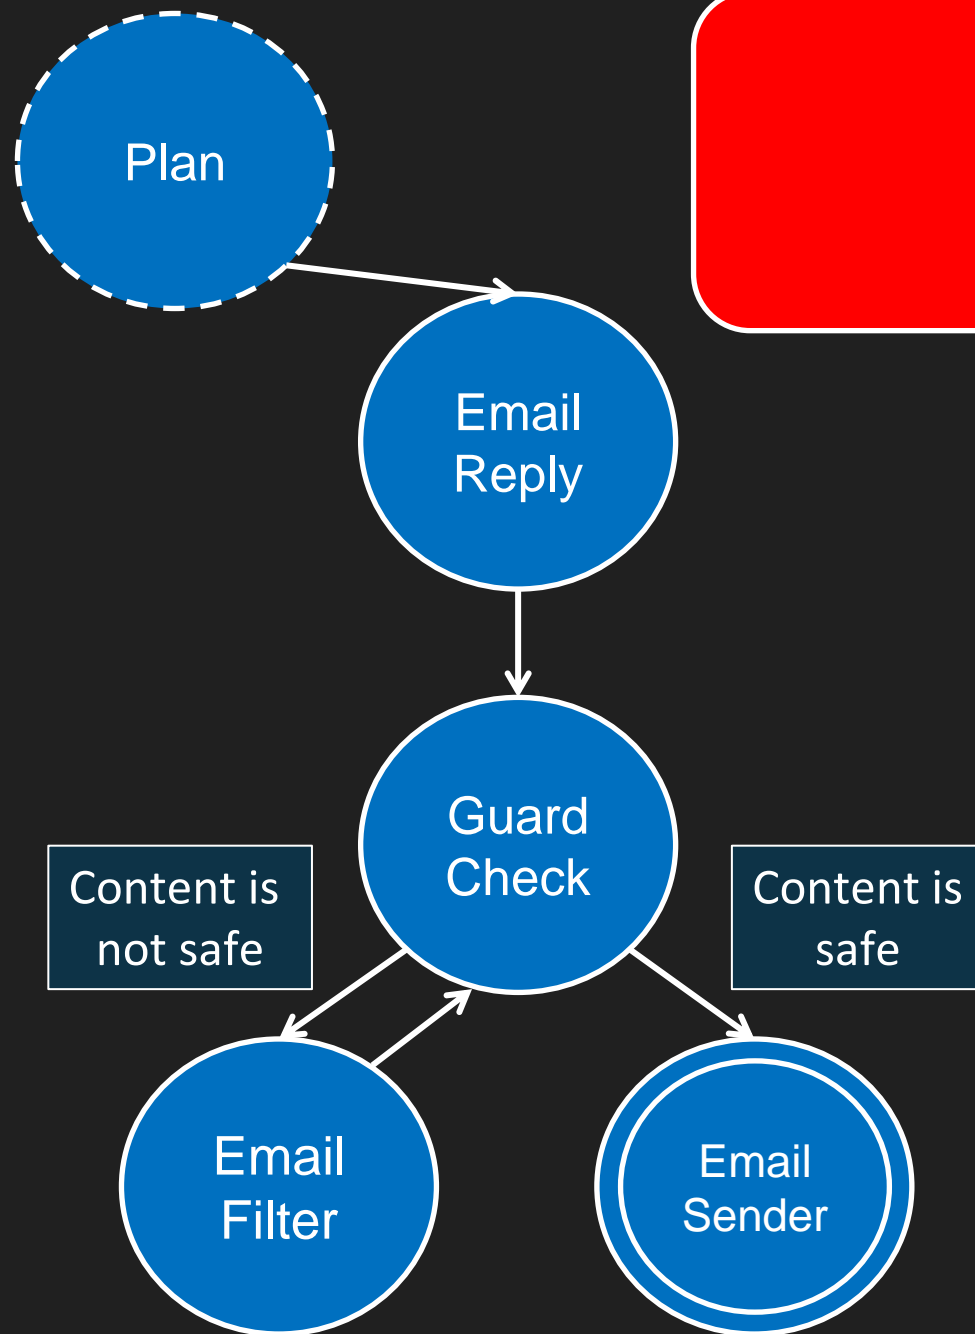 Plan
Email
Reply
Guard
Check
Content is
not safe
Content is
safe
Email
Filter
Email
Sender